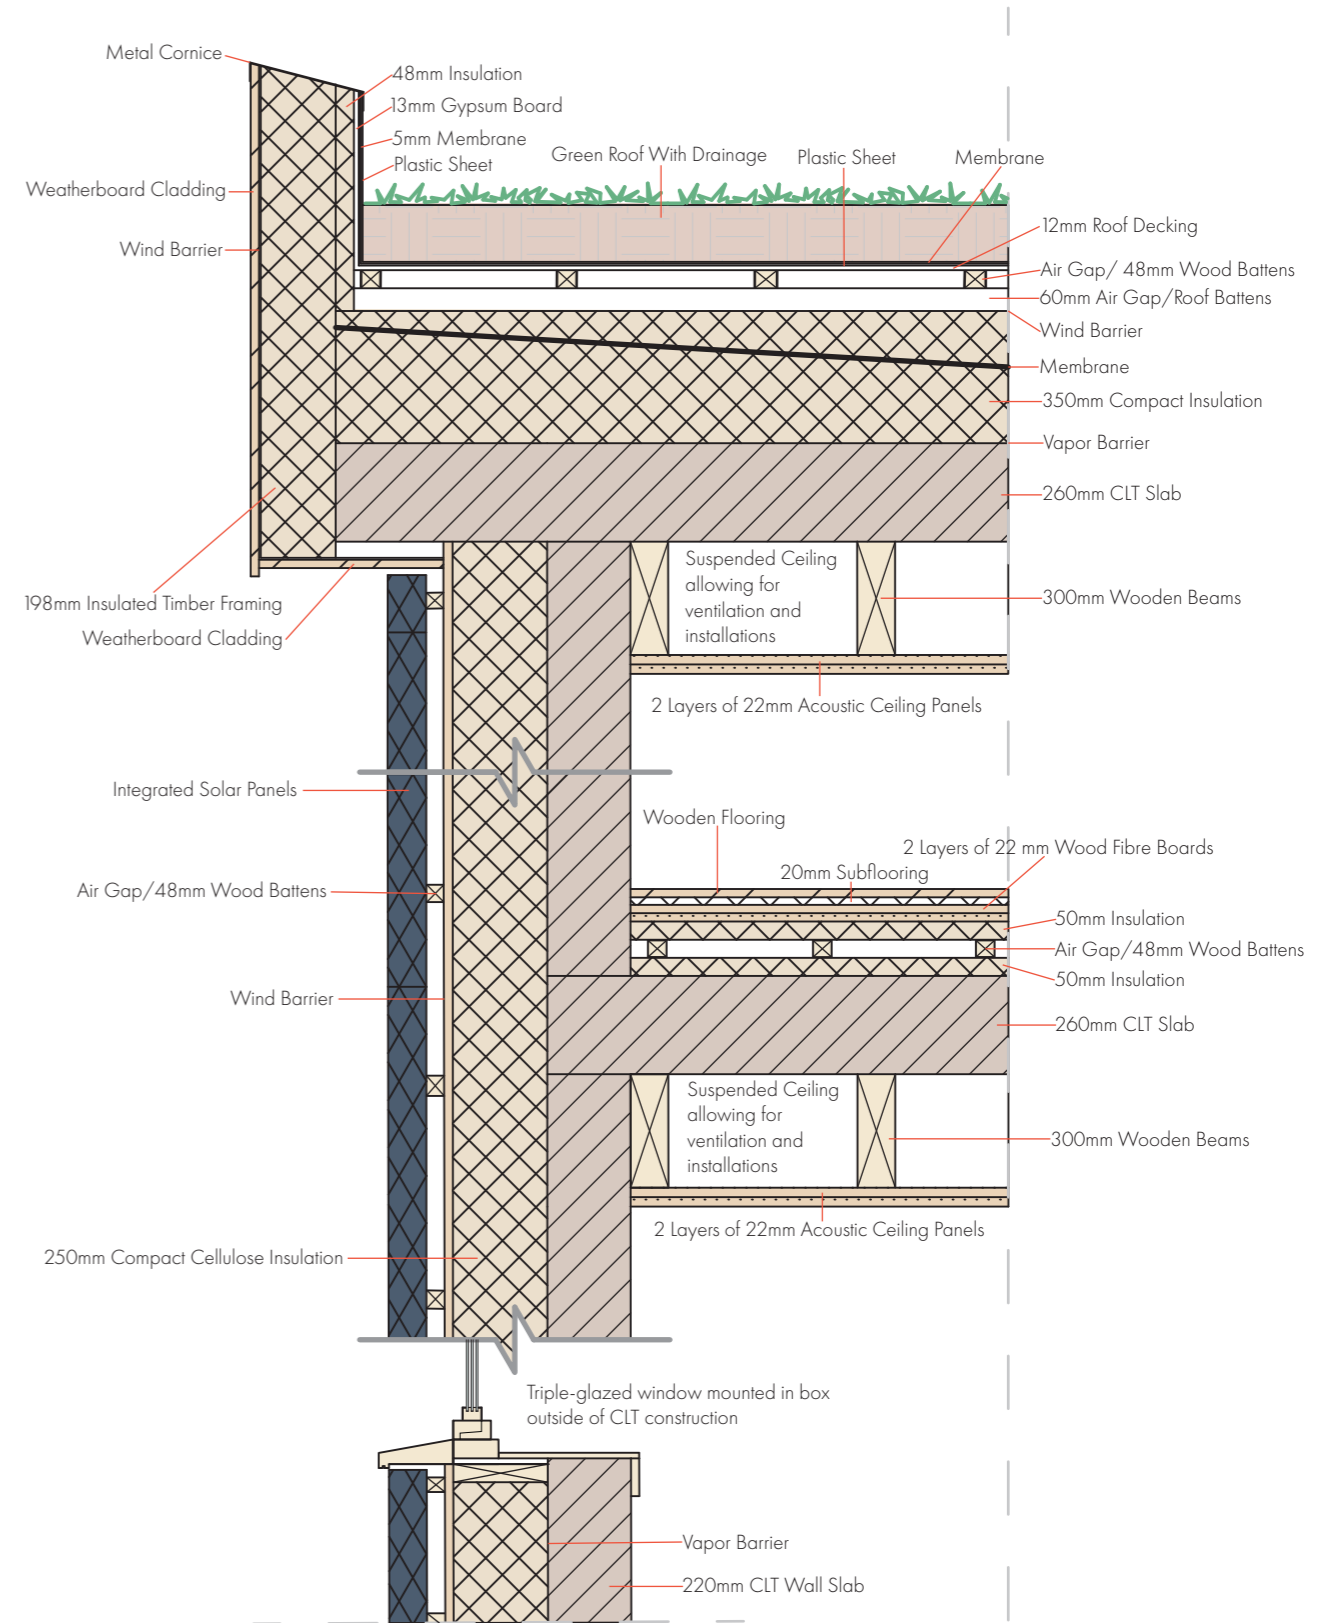 Metal Cornice
48mm Insulation
13mm Gypsum Board
5mm Membrane
Plastic Sheet
Green Roof With Drainage
Plastic Sheet
Membrane
Weatherboard Cladding
Wind Barrier
12mm Roof Decking
Air Gap/ 48mm Wood Battens
60mm Air Gap/Roof Battens
Wind Barrier
Membrane
350mm Compact Insulation
Vapor Barrier
260mm CLT Slab
198mm Insulated Timber Framing
Weatherboard Cladding
Suspended Ceiling
allowing for
ventilation and
installations
300mm Wooden Beams
2 Layers of 22mm Acoustic Ceiling Panels
Integrated Solar Panels
Wooden Flooring
2 Layers of 22 mm Wood Fibre Boards
20mm Subflooring
Air Gap/48mm Wood Battens
50mm Insulation
Air Gap/48mm Wood Battens
50mm Insulation
Wind Barrier
260mm CLT Slab
Suspended Ceiling
allowing for
ventilation and
installations
300mm Wooden Beams
2 Layers of 22mm Acoustic Ceiling Panels
250mm Compact Cellulose Insulation
Triple-glazed window mounted in box
outside of CLT construction
Vapor Barrier
220mm CLT Wall Slab